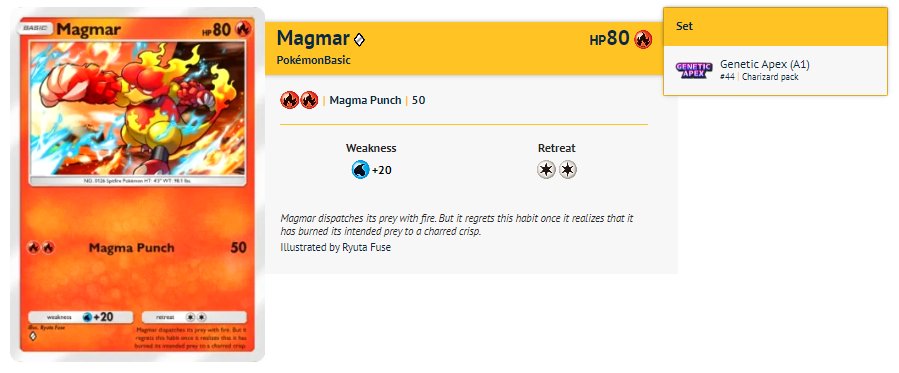 BASIC
Magmar
HP80
NO. 0126 Spitfire Pokémon HT: 4'3" WT: 98.1 lbs.
Magma Punch 50
weakness +20 retreat
Illus. Ryuta Fuse
Magmar dispatches its prey with fire. But it
regrets this habit once it realizes that it has
burned its intended prey to a charred crisp.
Magmar
HP80
PokémonBasic
| Magma Punch | 50
Weakness
+20
Retreat
Magmar dispatches its prey with fire. But it regrets this habit once it realizes that it
has burned its intended prey to a charred crisp.
Illustrated by Ryuta Fuse
Set
GENETIC
APEX
Genetic Apex (A1)
#44 | Charizard pack